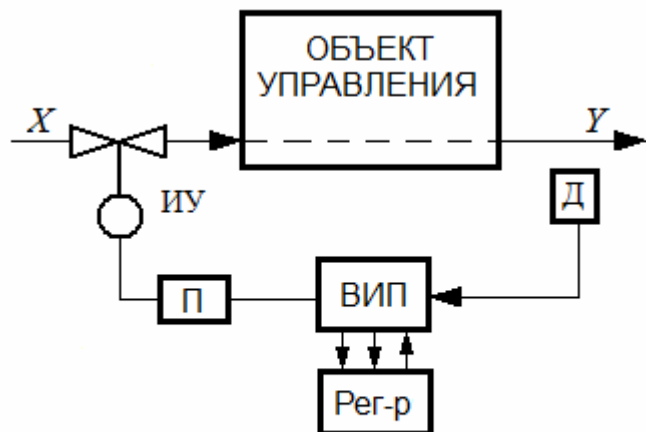 ОБЪЕКТ
УПРАВЛЕНИЯ
X
Y
ИУ
Д
П
ВИП
Рег-р